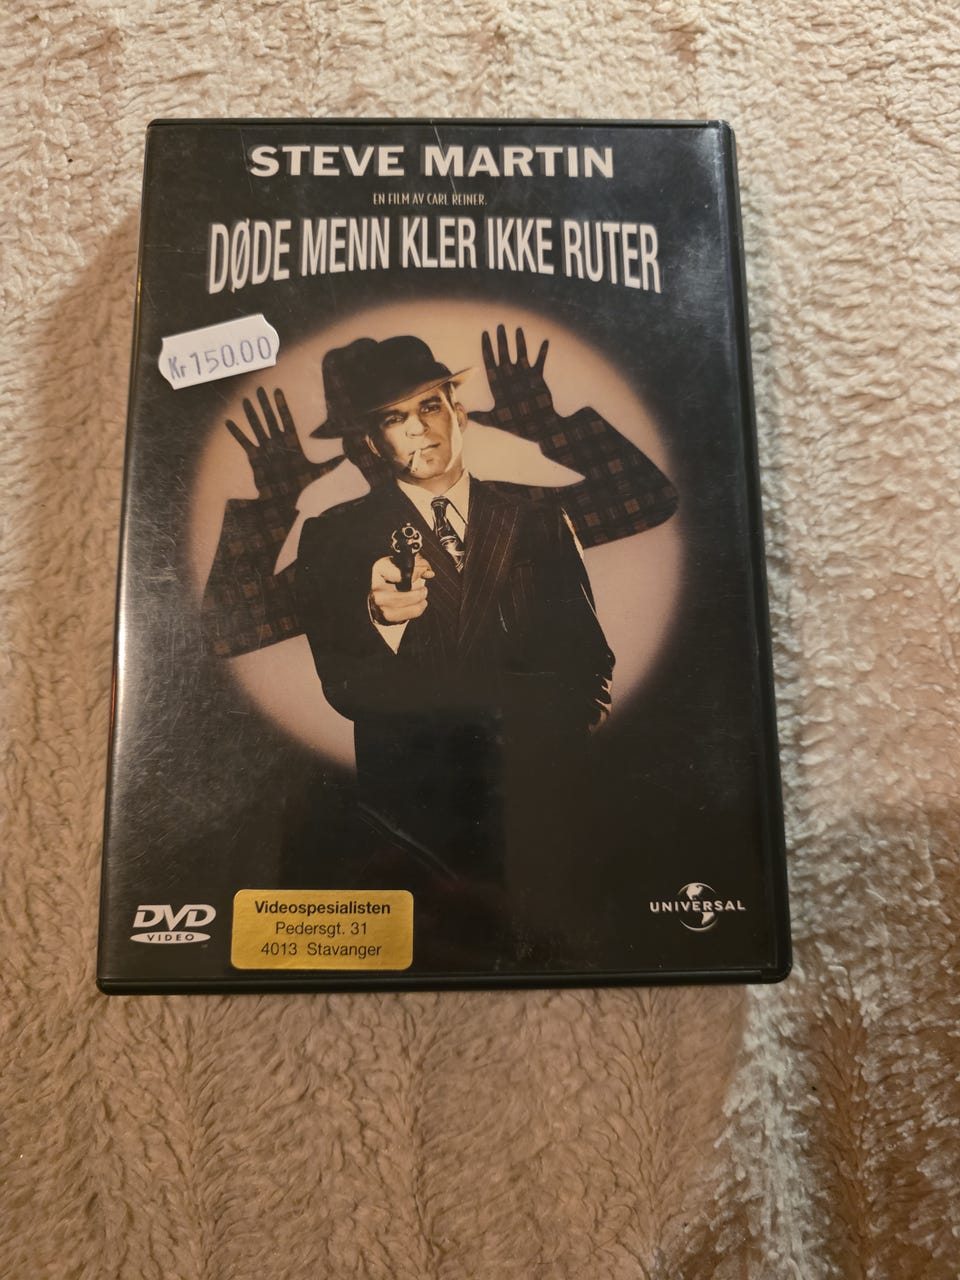 STEVE MARTIN
EN FILM AV CARL REINER.
DØDE MENN KLER IKKE RUTER
Kr 150.00
DVD
VIDEO
Videospesialisten
Pedersgt. 31
4013 Stavanger
UNIVERSAL